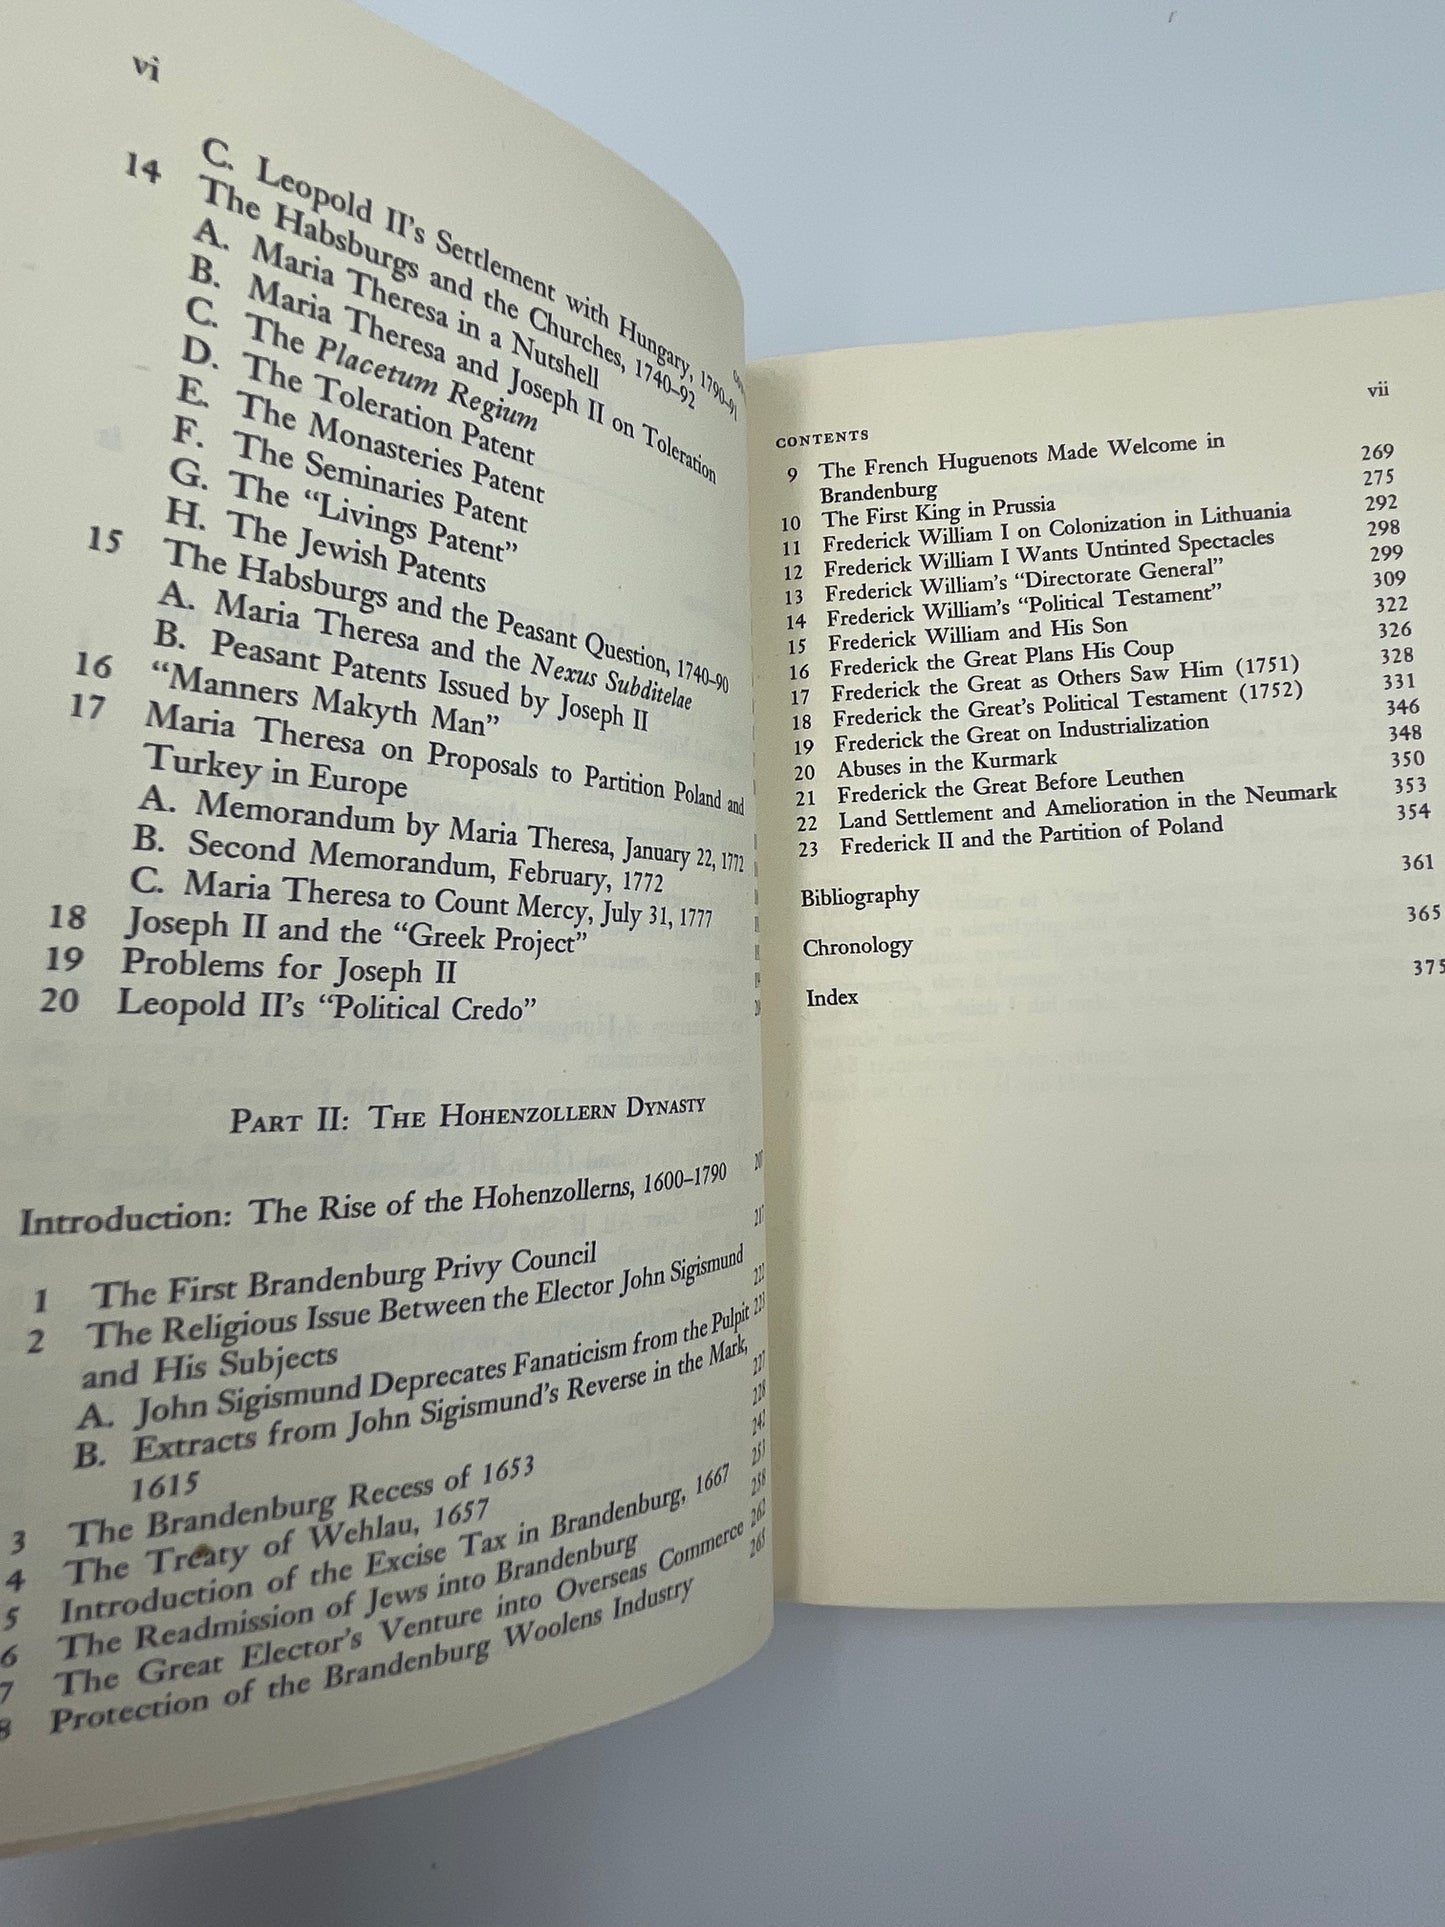 vi
C. Leopold II's Settlement with Hungary, 1790–91
14 The Habsburgs and the Churches, 1740–92
A. Maria Theresa in a Nutshell
B. Maria Theresa and Joseph II on Toleration
C. The Placetum Regium
D. The Toleration Patent
E. The Monasteries Patent
F. The Seminaries Patent
G. The “Livings Patent”
H. The Jewish Patents
15 The Habsburgs and the Peasant Question, 1740–90
A. Maria Theresa and the Nexus Subditelae
B. Peasant Patents Issued by Joseph II
16 “Manners Makyth Man”
17 Maria Theresa on Proposals to Partition Poland and
Turkey in Europe
A. Memorandum by Maria Theresa, January 22, 1772
B. Second Memorandum, February, 1772
C. Maria Theresa to Count Mercy, July 31, 1777
18 Joseph II and the “Greek Project”
19 Problems for Joseph II
20 Leopold II's “Political Credo”
PART II: THE HOHENZOLLERN DYNASTY
Introduction: The Rise of the Hohenzollerns, 1600–1790
1 The First Brandenburg Privy Council 217
2 The Religious Issue Between the Elector John Sigismund
and His Subjects 222
A. John Sigismund Deprecates Fanaticism from the Pulpit 223
B. Extracts from John Sigismund's Reverse in the Mark,
1615 227
3 The Brandenburg Recess of 1653 228
4 The Treaty of Wehlau, 1657 242
5 Introduction of the Excise Tax in Brandenburg, 1667 253
6 The Readmission of Jews into Brandenburg 258
7 The Great Elector's Venture into Overseas Commerce 262
8 Protection of the Brandenburg Woolens Industry 265
vii
CONTENTS
9 The French Huguenots Made Welcome in
Brandenburg 269
10 The First King in Prussia 275
11 Frederick William I on Colonization in Lithuania 292
12 Frederick William I Wants Untinted Spectacles 298
13 Frederick William's “Directorate General” 299
14 Frederick William's “Political Testament” 309
15 Frederick William and His Son 322
16 Frederick the Great Plans His Coup 326
17 Frederick the Great as Others Saw Him (1751) 328
18 Frederick the Great's Political Testament (1752) 331
19 Frederick the Great on Industrialization 346
20 Abuses in the Kurmark 348
21 Frederick the Great Before Leuthen 350
22 Land Settlement and Amelioration in the Neumark 353
23 Frederick II and the Partition of Poland 354
Bibliography 361
Chronology 365
Index 375